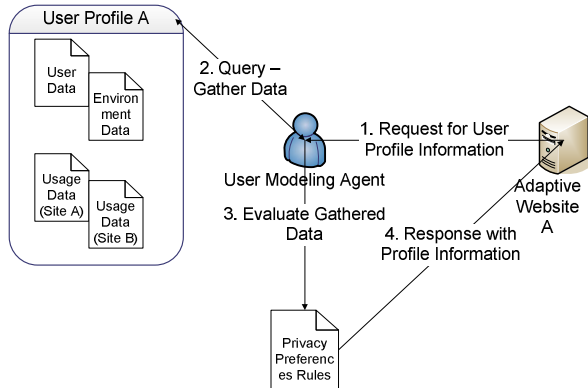 User Profile A
User
Data
Environ
ment
Data
Usage
Data
(Site A)
Usage
Data
(Site B)
2. Query –
Gather Data
1. Request for User
Profile Information
User Modeling Agent
Adaptive
Website
A
3. Evaluate Gathered
Data
4. Response with
Profile Information
Privacy
Preferenc
es Rules